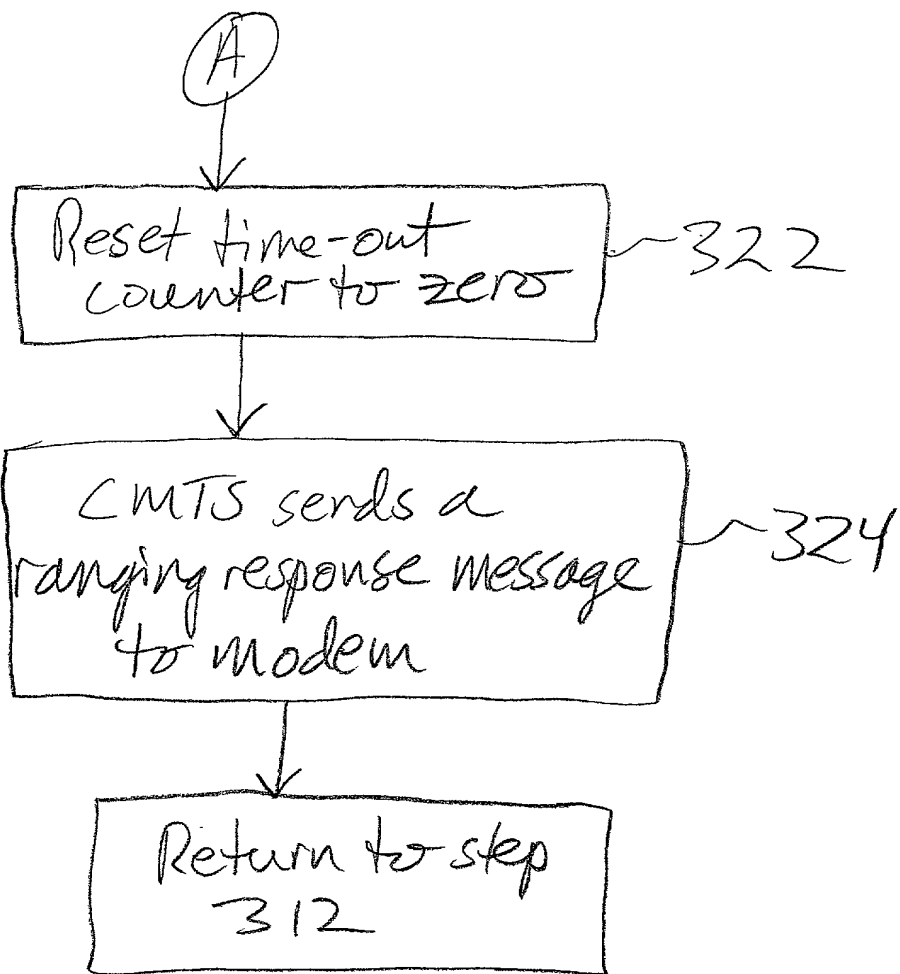 A
Reset time-out
counter to zero
322
CMTS sends a
ranging response message
to modem
324
Return to step
312